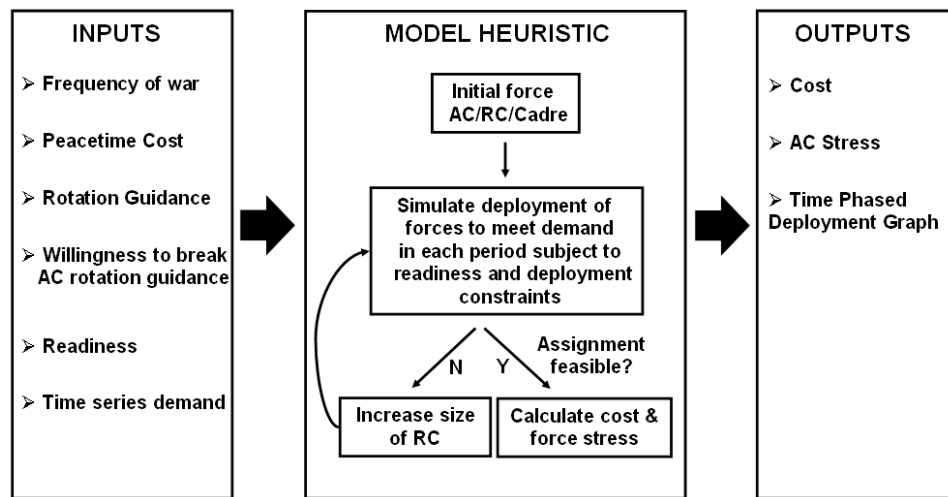 INPUTS
➢ Frequency of war
➢ Peacetime Cost
➢ Rotation Guidance
➢ Willingness to break
AC rotation guidance
➢ Readiness
➢ Time series demand
MODEL HEURISTIC
Initial force
AC/RC/Cadre
Simulate deployment of
forces to meet demand
in each period subject to
readiness and deployment
constraints
N
Y
Assignment
feasible?
Increase size
of RC
Calculate cost &
force stress
OUTPUTS
➢ Cost
➢ AC Stress
➢ Time Phased
Deployment Graph